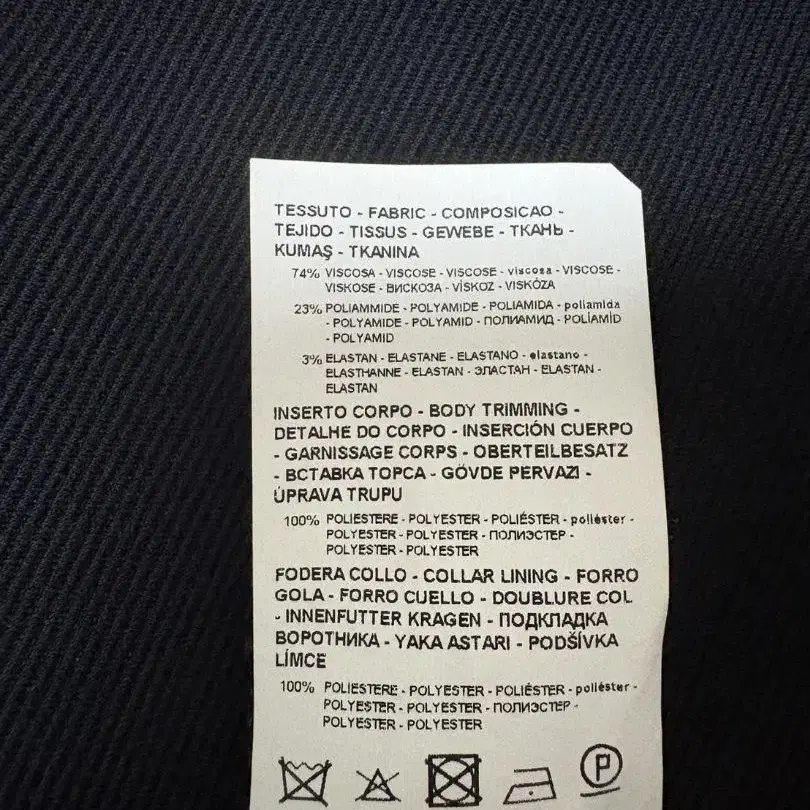 TESSUTO - FABRIC - COMPOSICAO -
TEJIDO - TISSUS - GEWEBE - ТКАНЬ -
KUMAŞ - TKANINA
74% VISCOSA - VISCOSE - VISCOSE - viscosa - VISCOSE -
VISKOSE - ВИСКОЗА - VİSKOZ - VISKÓZA
23% POLIAMMIDE - POLYAMIDE - POLIAMIDA - poliamida
- POLYAMIDE - POLYAMID - ПОЛИАМИД - POLİAMİD
- POLYAMID
3% ELASTAN - ELASTANE - ELASTANO - elastano -
ELASTHANNE - ELASTAN - ЭЛАСТАН - ELASTAN -
ELASTAN
INSERTO CORPO - BODY TRIMMING -
DETALHE DO CORPO - INSERCIÓN CUERPO
- GARNISSAGE CORPS - OBERTEILBESATZ
- ВСТАВКА ТОРСА - GÖVDE PERVAZI -
ÚPRAVA TRUPU
100% POLIESTERE - POLYESTER - POLIÉSTER - poliéster -
POLYESTER - POLYESTER - ПОЛИЭСТЕР -
POLYESTER - POLYESTER
FODERA COLLO - COLLAR LINING - FORRO
GOLA - FORRO CUELLO - DOUBLURE COL
- INNENFUTTER KRAGEN - ПОДКЛАДКА
ВОРОТНИКА - YAKA ASTARI - PODŠÍVKA
LÍMCE
100% POLIESTERE - POLYESTER - POLIÉSTER - poliéster -
POLYESTER - POLYESTER - ПОЛИЭСТЕР -
POLYESTER - POLYESTER
P